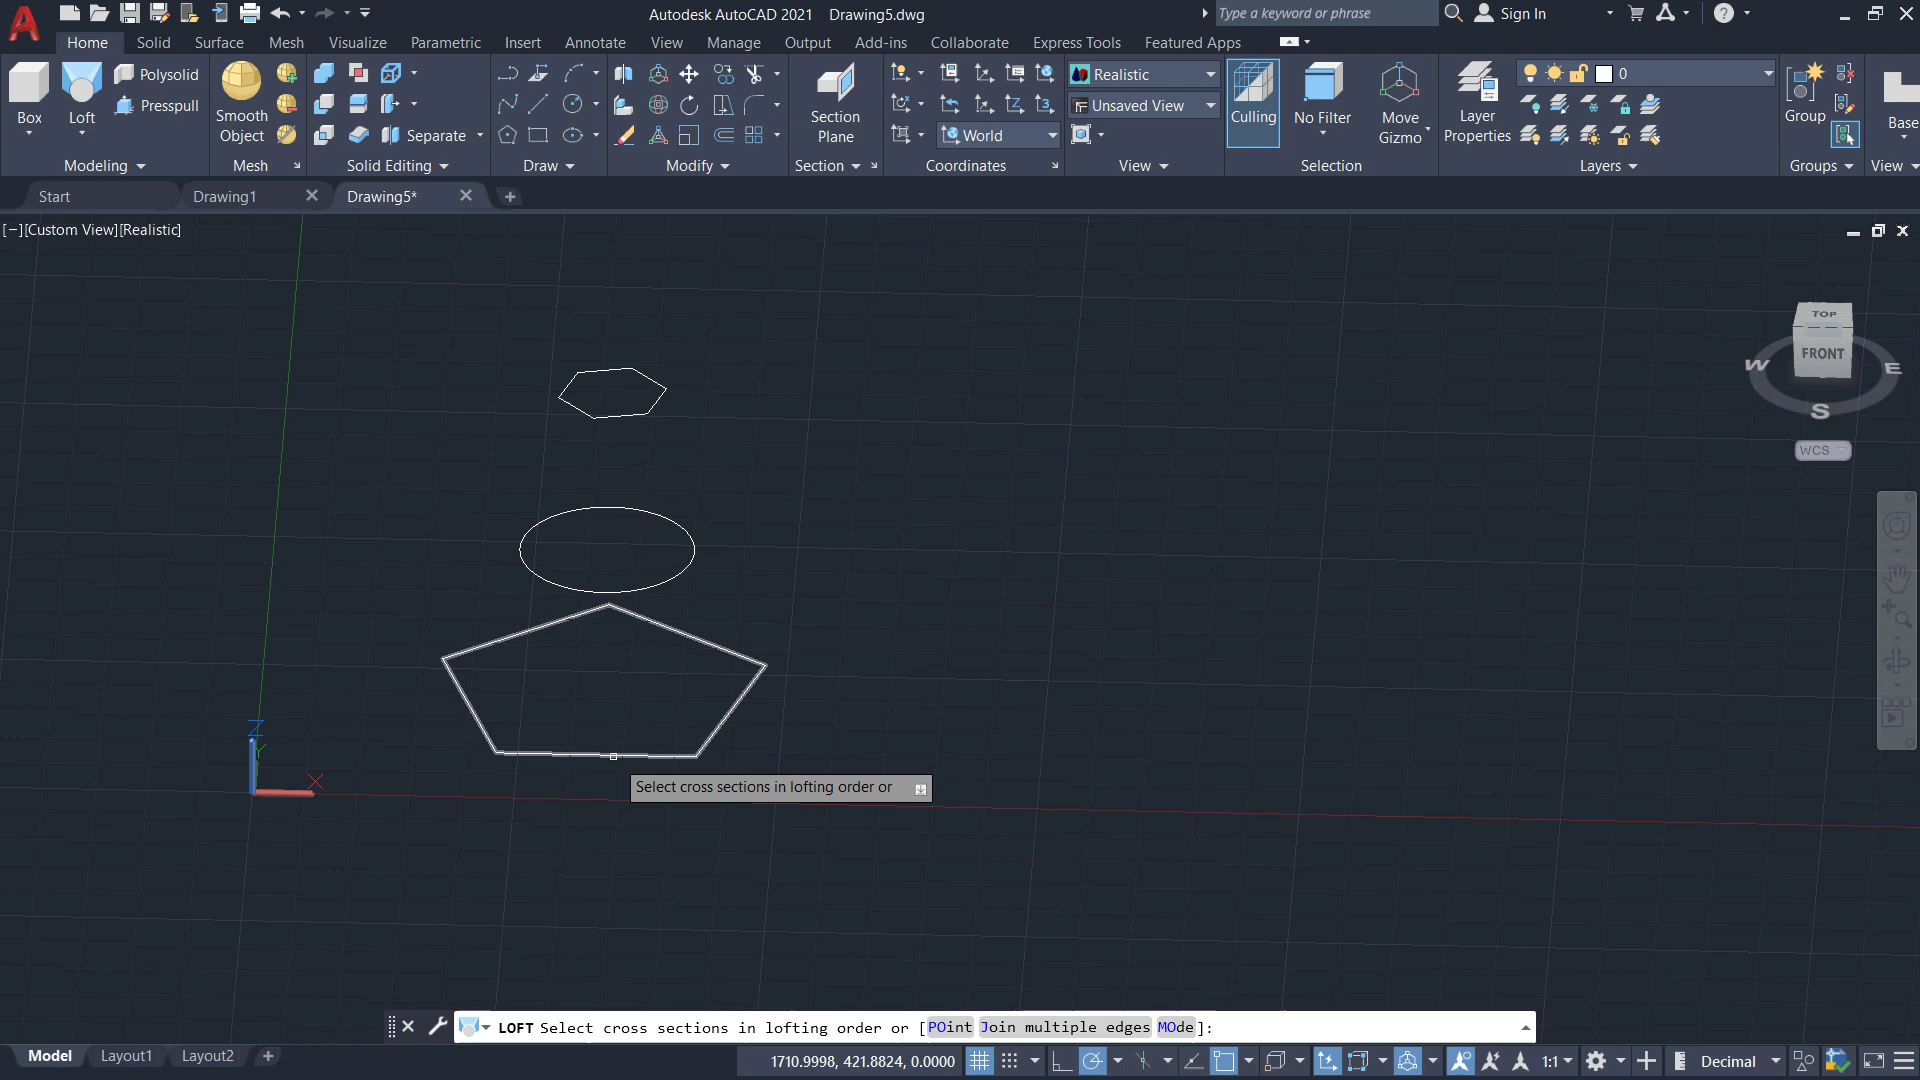 Autodesk AutoCAD 2021 Drawing5.dwg
Type a keyword or phrase
Sign In
Home Solid Surface Mesh Visualize Parametric Insert Annotate View Manage Output Add-ins Collaborate Express Tools Featured Apps
Box
Loft
Polysolid
Presspull
Modeling
Smooth
Object
Mesh
Separate
Solid Editing
Draw
Modify
Section
Plane
Section
World
Coordinates
Realistic
Unsaved View
View
Culling
No Filter
Move
Gizmo
Selection
Layer
Properties
0
Layers
Group
Groups
Base
View
Start
Drawing1
Drawing5*
[−][Custom View][Realistic]
TOP
FRONT
W
E
S
WCS
Z
Y
X
Select cross sections in lofting order or
LOFT Select cross sections in lofting order or [POint Join multiple edges MOde]:
Model Layout1 Layout2
1710.9998, 421.8824, 0.0000
1:1
Decimal